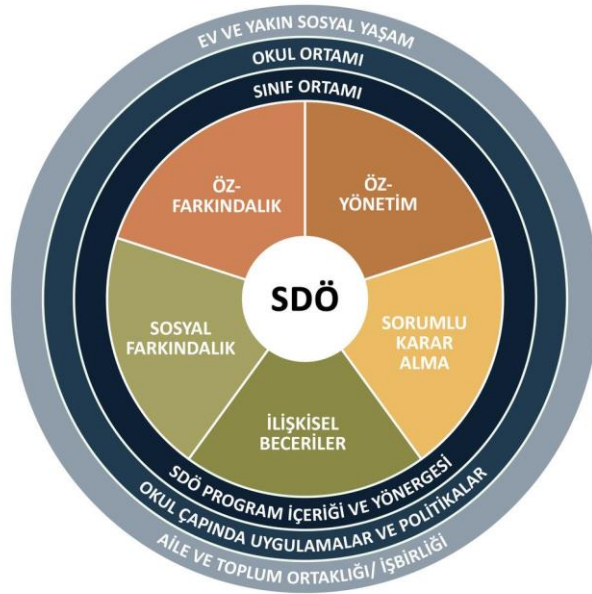 EV VE YAKIN SOSYAL YAŞAM
OKUL ORTAMI
SINIF ORTAMI
ÖZ-
FARKINDALIK
ÖZ-
YÖNETİM
SDÖ
SOSYAL
FARKINDALIK
SORUMLU
KARAR
ALMA
İLİŞKİSEL
BECERİLER
SDÖ PROGRAM İÇERİĞİ VE YÖNERGESİ
OKUL ÇAPINDA UYGULAMALAR VE POLİTİKALAR
AİLE VE TOPLUM ORTAKLIĞI/ İŞBİRLİĞİ